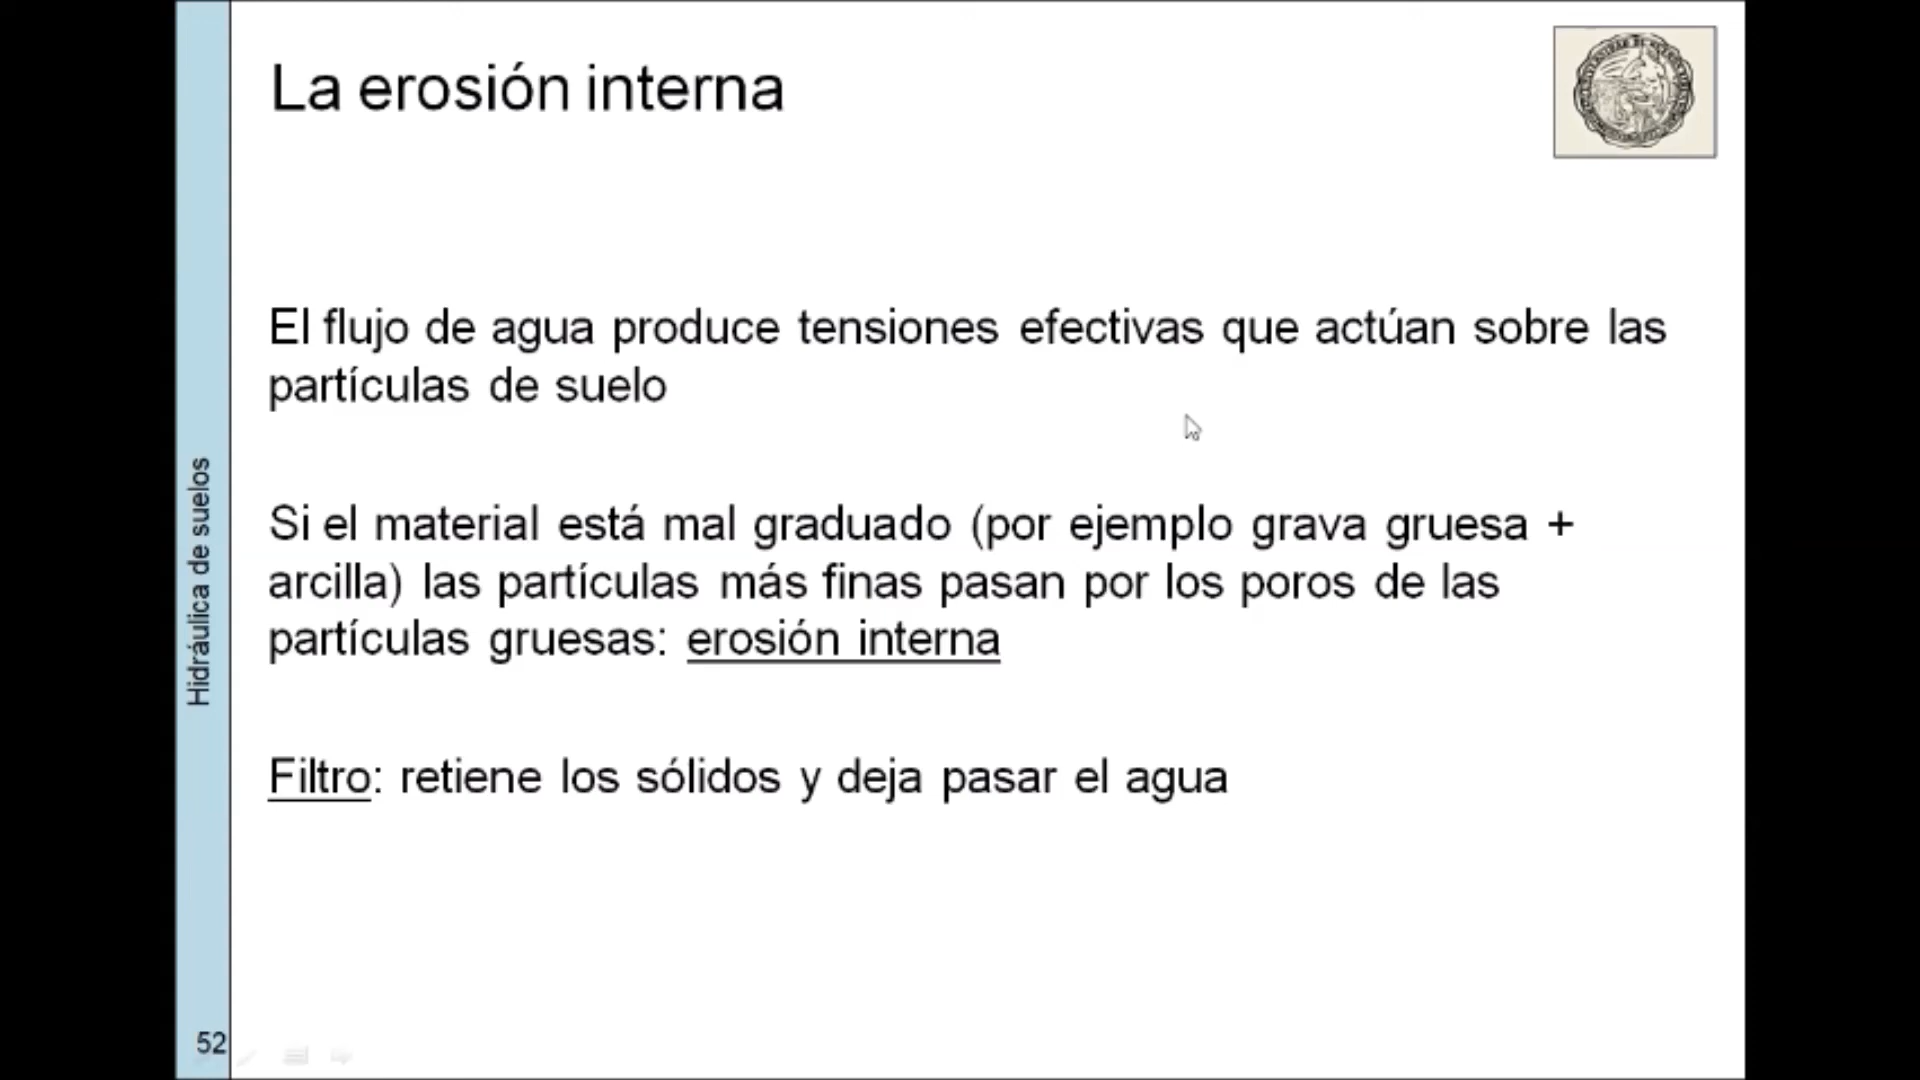 La erosión interna
El flujo de agua produce tensiones efectivas que actúan sobre las
partículas de suelo
Si el material está mal graduado (por ejemplo grava gruesa +
arcilla) las partículas más finas pasan por los poros de las
partículas gruesas: erosión interna
Filtro: retiene los sólidos y deja pasar el agua
Hidráulica de suelos
52